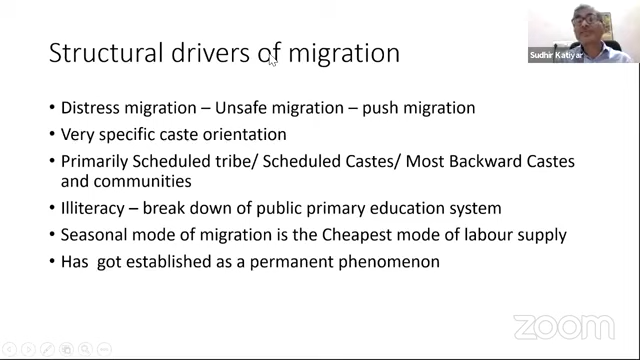 Structural drivers of migration
Sudhir Katiyar
• Distress migration – Unsafe migration – push migration
• Very specific caste orientation
• Primarily Scheduled tribe/ Scheduled Castes/ Most Backward Castes
and communities
• Illiteracy – break down of public primary education system
• Seasonal mode of migration is the Cheapest mode of labour supply
• Has got established as a permanent phenomenon
zoom